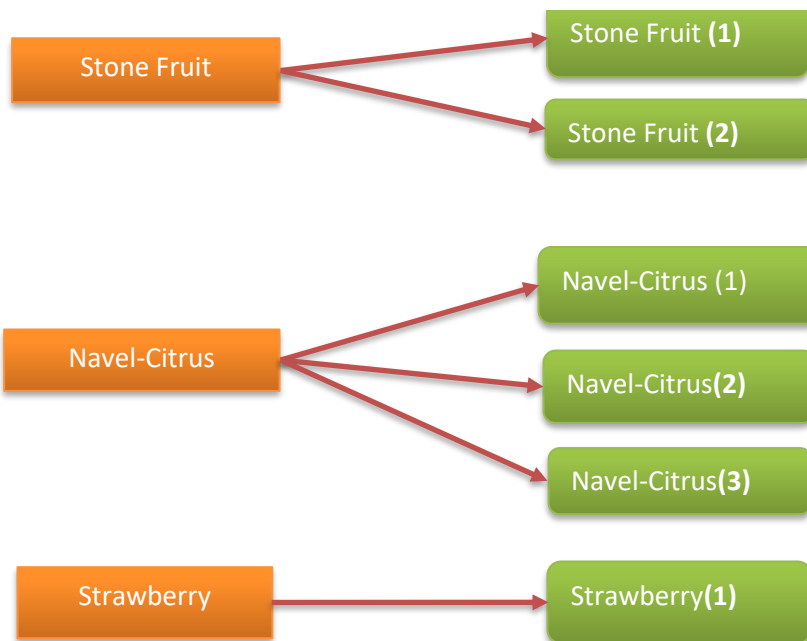 Stone Fruit
Stone Fruit (1)
Stone Fruit (2)
Navel-Citrus
Navel-Citrus (1)
Navel-Citrus(2)
Navel-Citrus(3)
Strawberry
Strawberry(1)